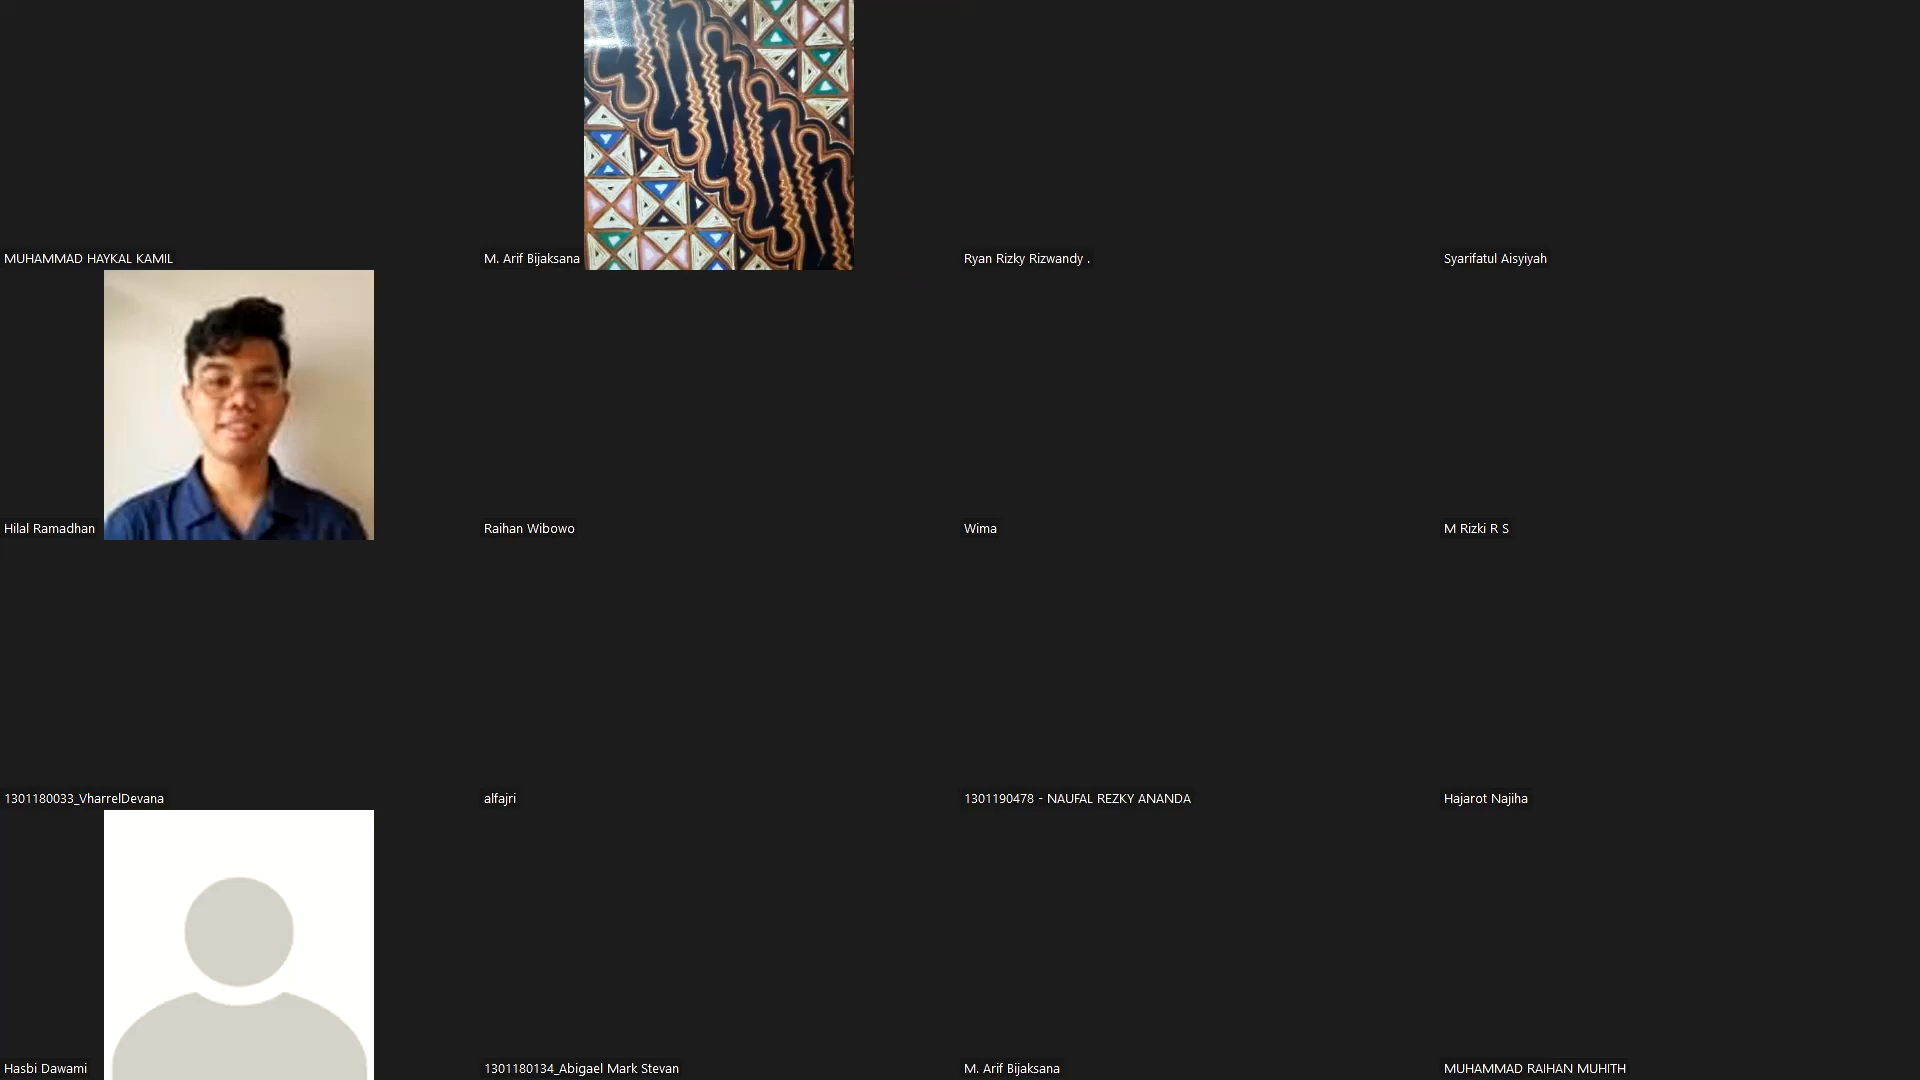 MUHAMMAD HAYKAL KAMIL
M. Arif Bijaksana
Ryan Rizky Rizwandy .
Syarifatul Aisyiyah
Hilal Ramadhan
Raihan Wibowo
Wima
M Rizki R S
1301180033_VharrelDevana
alfajri
1301190478 - NAUFAL REZKY ANANDA
Hajarot Najiha
Hasbi Dawami
1301180134_Abigael Mark Stevan
M. Arif Bijaksana
MUHAMMAD RAIHAN MUHITH